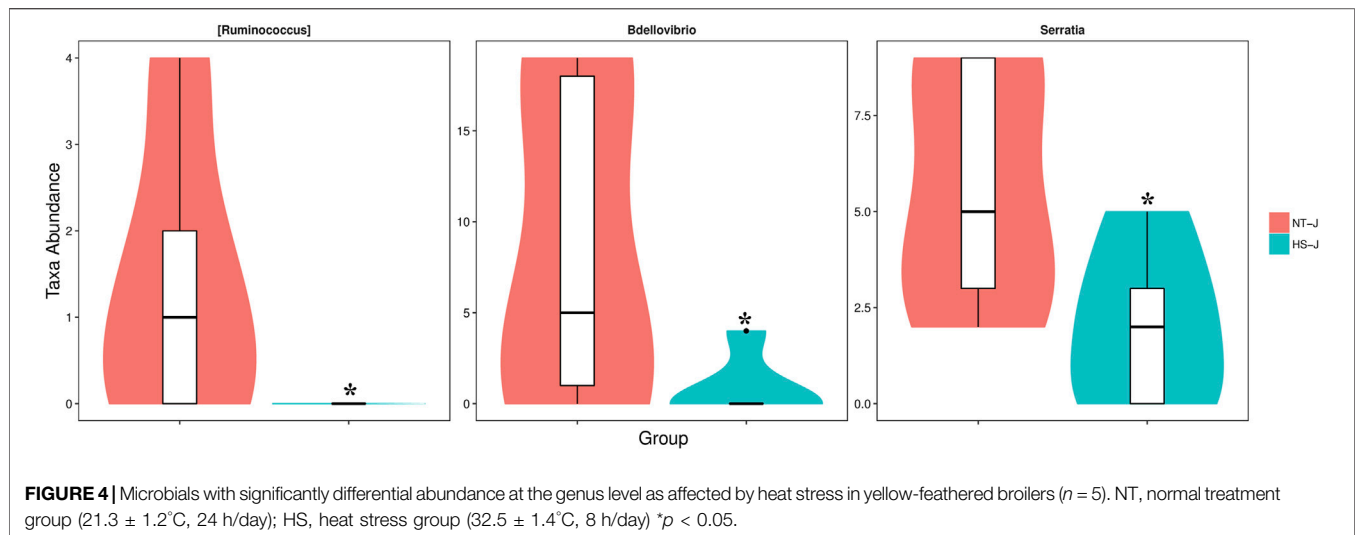 [Ruminococcus]
Bdellovibrio
Serratia
Taxa Abundance
4
3
2
1
0
15
10
5
0
7.5
5.0
2.5
0.0
*
*
*
NT-J
HS-J
Group
FIGURE 4 | Microbials with significantly differential abundance at the genus level as affected by heat stress in yellow-feathered broilers (n = 5). NT, normal treatment
group (21.3 ± 1.2°C, 24 h/day); HS, heat stress group (32.5 ± 1.4°C, 8 h/day) *p < 0.05.